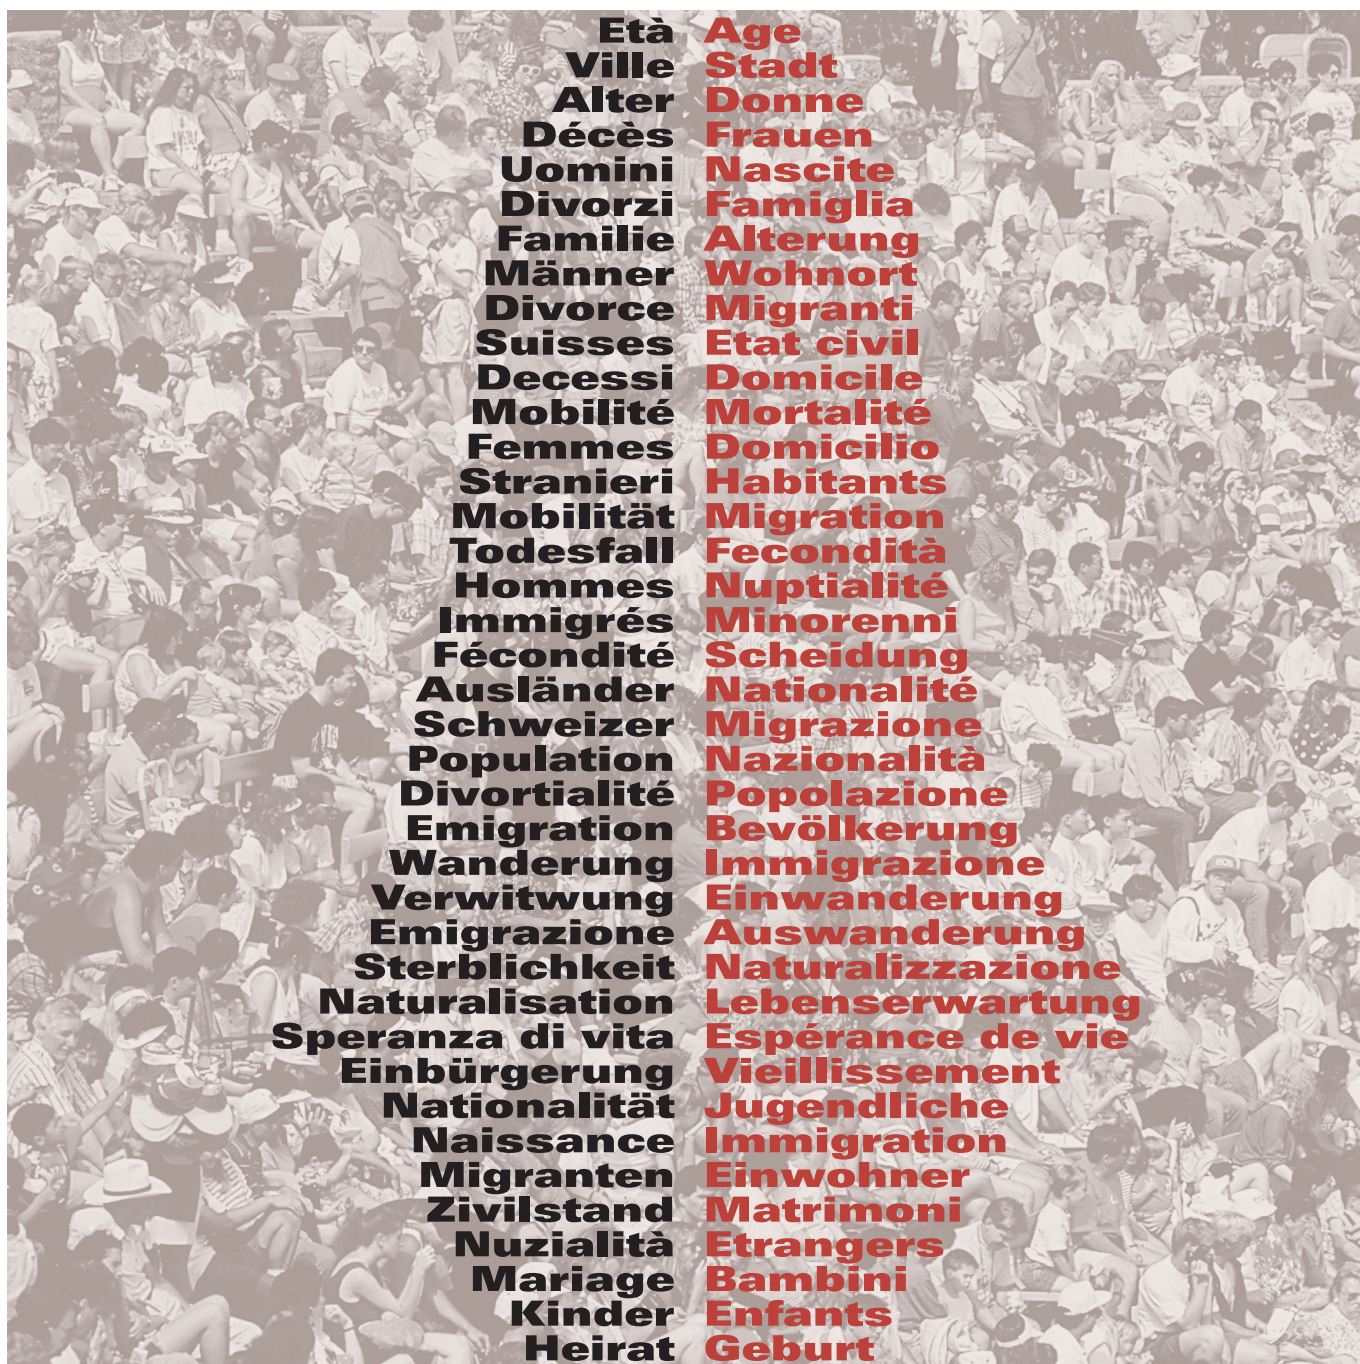 Età Age
Ville Stadt
Alter Donne
Décès Frauen
Uomini Nascite
Divorzi Famiglia
Familie Alterung
Männer Wohnort
Divorce Migranti
Suisses Etat civil
Decessi Domicile
Mobilité Mortalité
Femmes Domicilio
Stranieri Habitants
Mobilität Migration
Todesfall Fecondità
Hommes Nuptialité
Immigrés Minorenni
Fécondité Scheidung
Ausländer Nationalité
Schweizer Migrazione
Population Nazionalità
Divortialité Popolazione
Emigration Bevölkerung
Wanderung Immigrazione
Verwitwung Einwanderung
Emigrazione Auswanderung
Sterblichkeit Naturalizzazione
Naturalisation Lebenserwartung
Speranza di vita Espérance de vie
Einbürgerung Vieillissement
Nationalität Jugendliche
Naissance Immigration
Migranten Einwohner
Zivilstand Matrimoni
Nuzialità Etrangers
Mariage Bambini
Kinder Enfants
Heirat Geburt